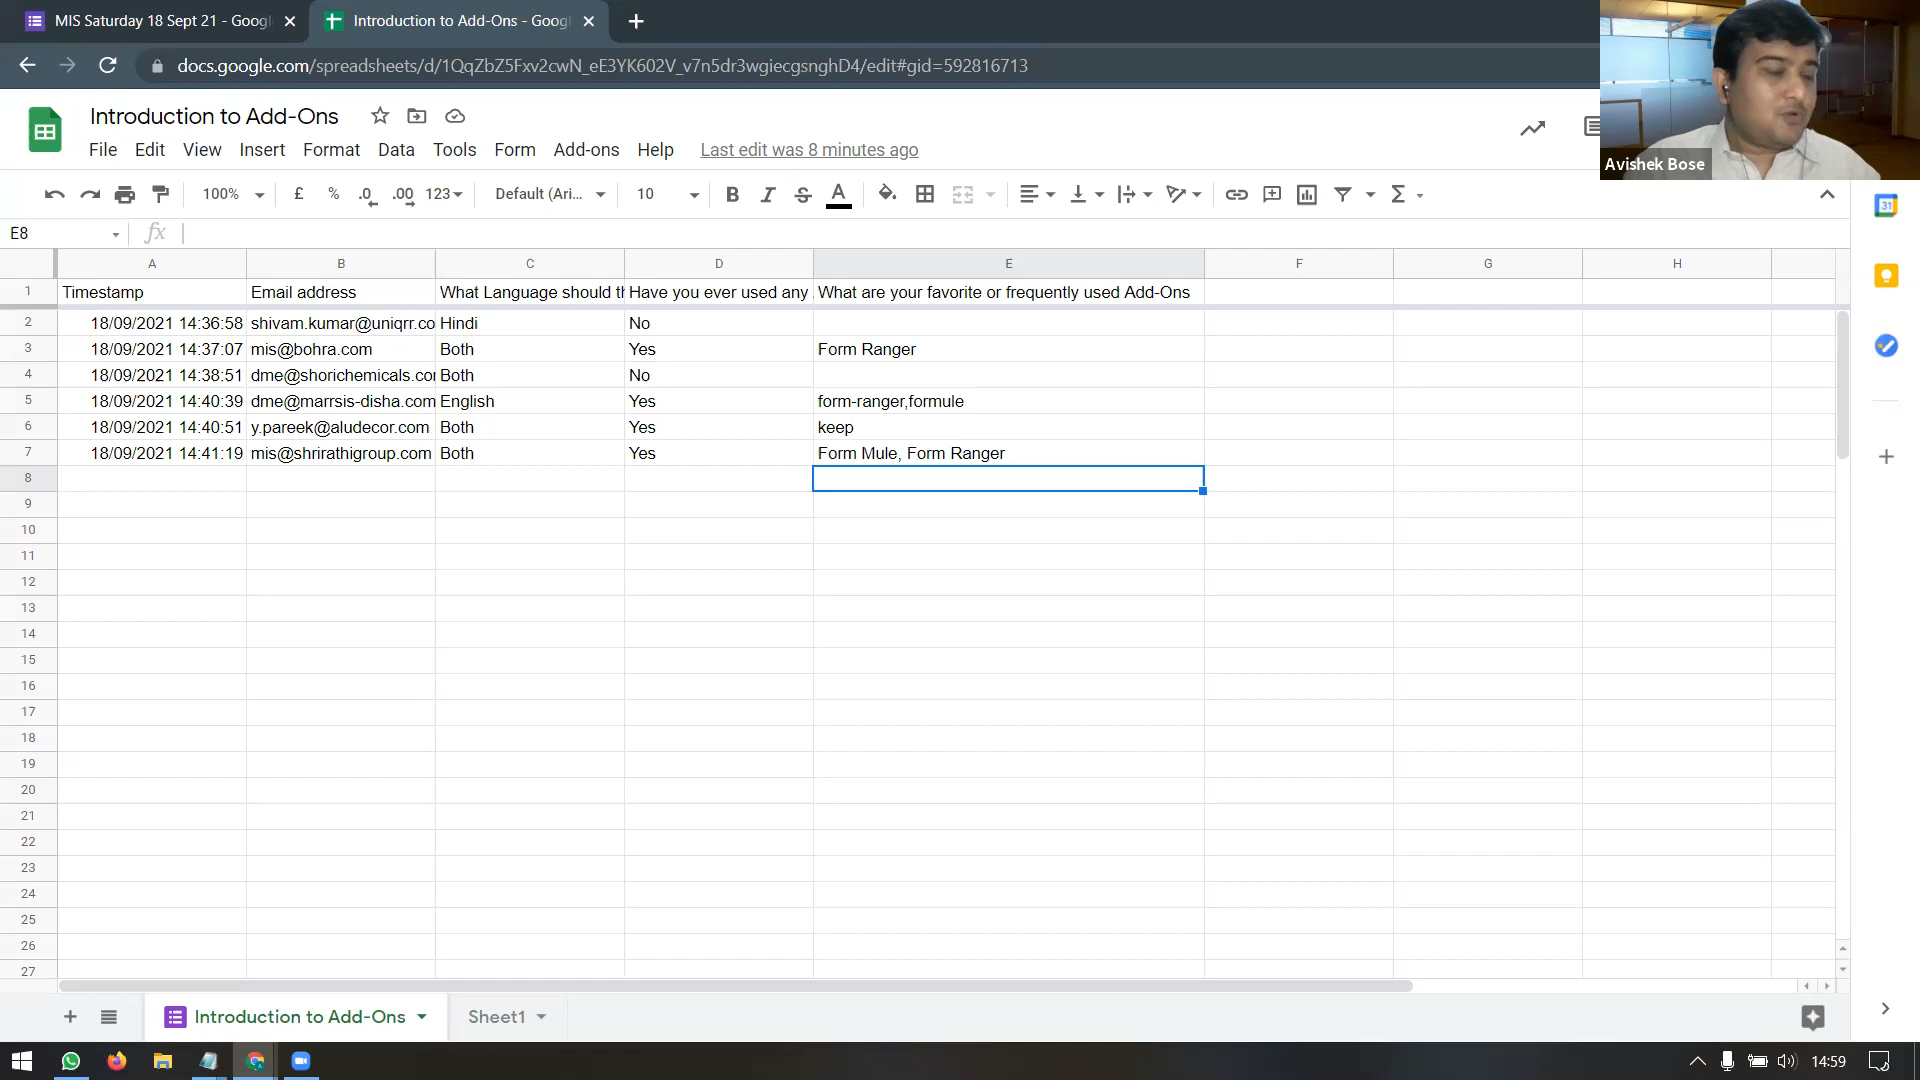 MIS Saturday 18 Sept 21 - Googl
Introduction to Add-Ons - Goog
docs.google.com/spreadsheets/d/1QqZbZ5Fxv2cwN_eE3YK602V_v7n5dr3wgiecgsnghD4/edit#gid=592816713
Introduction to Add-Ons
File Edit View Insert Format Data Tools Form Add-ons Help Last edit was 8 minutes ago
Avishek Bose
100% £ % .0 .00 123 Default (Ari... 10 B I S A Σ
31
E8 fx
A B C D E F G H
1 Timestamp Email address What Language should th Have you ever used any What are your favorite or frequently used Add-Ons
2 18/09/2021 14:36:58 shivam.kumar@uniqrr.co Hindi No
3 18/09/2021 14:37:07 mis@bohra.com Both Yes Form Ranger
4 18/09/2021 14:38:51 dme@shorichemicals.cor Both No
5 18/09/2021 14:40:39 dme@marrsis-disha.com English Yes form-ranger,formule
6 18/09/2021 14:40:51 y.pareek@aludecor.com Both Yes keep
7 18/09/2021 14:41:19 mis@shrirathigroup.com Both Yes Form Mule, Form Ranger
8
9
10
11
12
13
14
15
16
17
18
19
20
21
22
23
24
25
26
27
Introduction to Add-Ons Sheet1
14:59